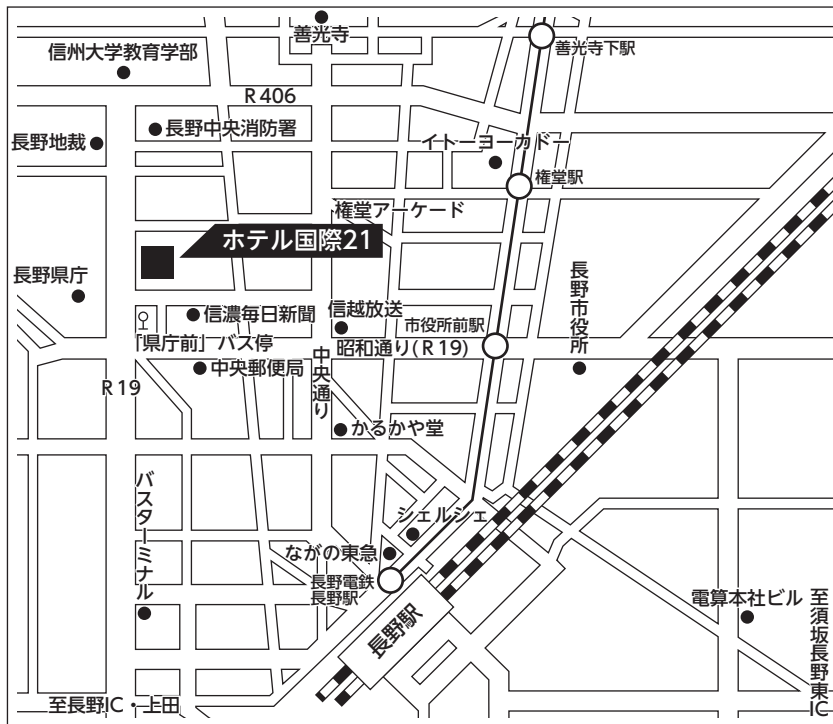 善光寺
善光寺下駅
信州大学教育学部
R 406
長野地裁
長野中央消防署
イトーヨーカドー
権堂駅
権堂アーケード
ホテル国際21
長野県庁
長野市役所
信濃毎日新聞
信越放送
市役所前駅
「県庁前」バス停
昭和通り(R 19)
中央郵便局
R 19
中央通り
かるかや堂
バスターミナル
シェルシェ
ながの東急
長野電鉄
長野駅
長野駅
電算本社ビル
至須坂長野東IC
至長野IC・上田